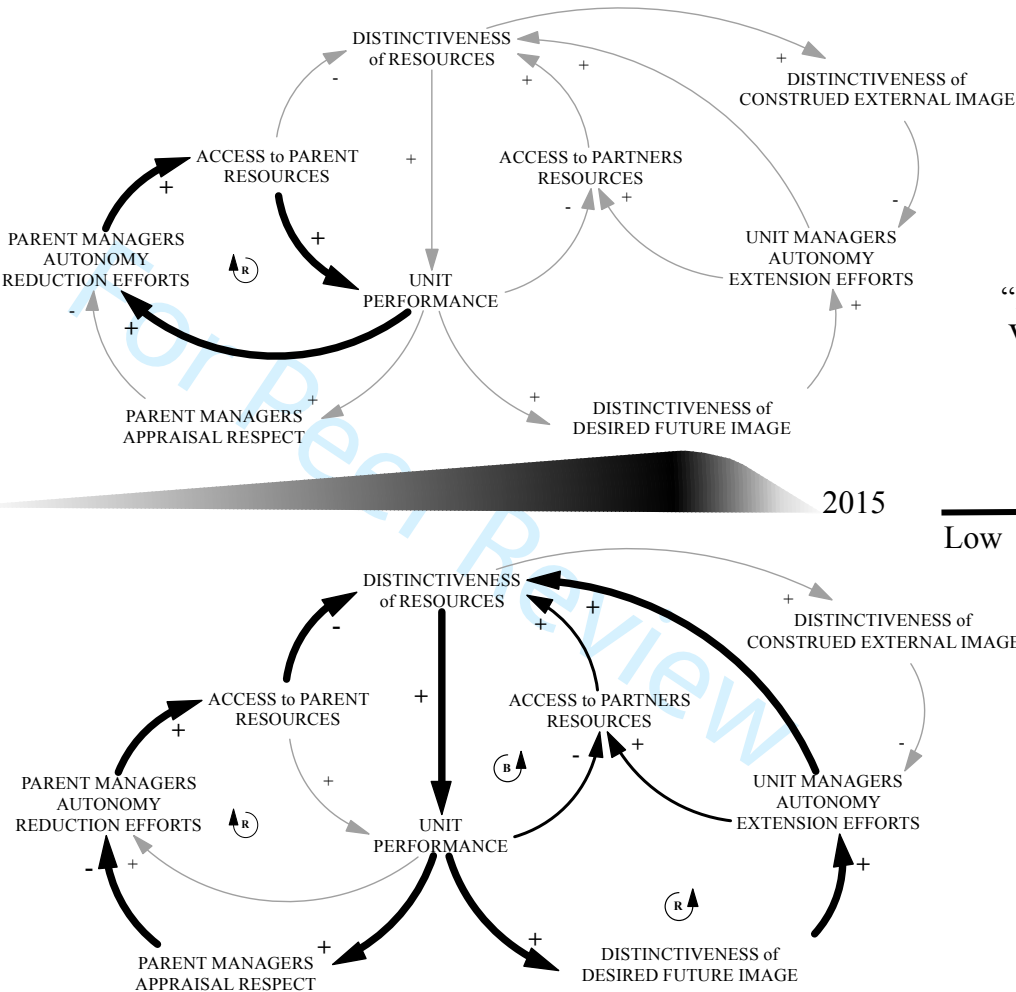 DISTINCTIVENESS
of RESOURCES
+
DISTINCTIVENESS of
CONSTRUED EXTERNAL IMAGE
-
+
+
ACCESS to PARENT
RESOURCES
+
ACCESS to PARTNERS
RESOURCES
+
-
+
-
PARENT MANAGERS
AUTONOMY
REDUCTION EFFORTS
R
+
UNIT MANAGERS
AUTONOMY
EXTENSION EFFORTS
UNIT
PERFORMANCE
-
+
+
+
+
PARENT MANAGERS
APPRAISAL RESPECT
DISTINCTIVENESS of
DESIRED FUTURE IMAGE
“
2015
Low
For Peer Review
DISTINCTIVENESS
of RESOURCES
+
+
DISTINCTIVENESS of
CONSTRUED EXTERNAL IMAGE
-
+
ACCESS to PARENT
RESOURCES
+
ACCESS to PARTNERS
RESOURCES
+
-
+
-
B
+
PARENT MANAGERS
AUTONOMY
REDUCTION EFFORTS
R
UNIT MANAGERS
AUTONOMY
EXTENSION EFFORTS
UNIT
PERFORMANCE
-
+
+
R
+
+
PARENT MANAGERS
APPRAISAL RESPECT
DISTINCTIVENESS of
DESIRED FUTURE IMAGE